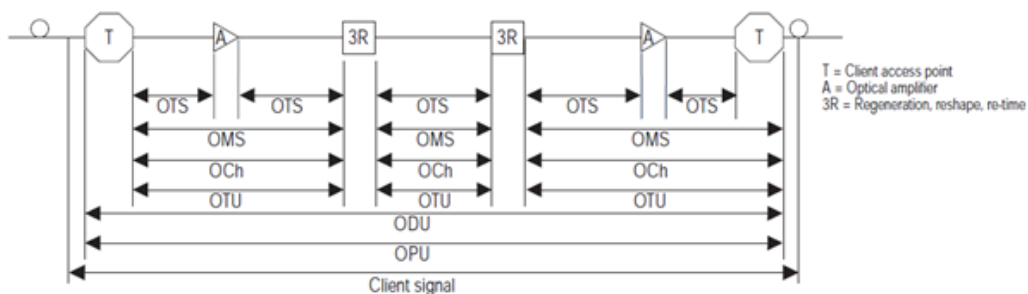 T A 3R 3R A T
T = Client access point
A = Optical amplifier
3R = Regeneration, reshape, re-time
OTS OTS OTS OTS OTS
OMS OMS OMS
OCh OCh OCh
OTU OTU OTU
ODU
OPU
Client signal